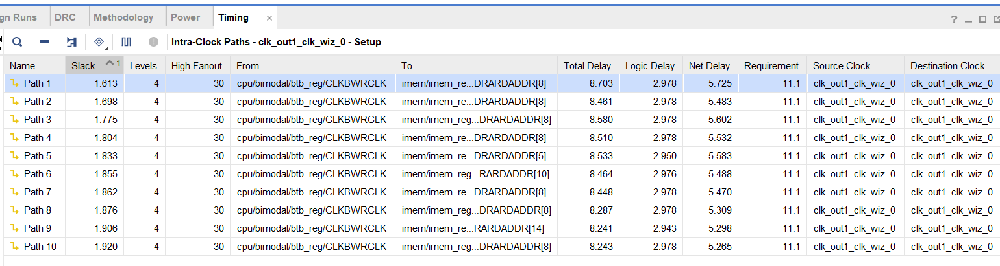 gn Runs DRC Methodology Power Timing ×
? 
Intra-Clock Paths - clk_out1_clk_wiz_0 - Setup
Name Slack 1 Levels High Fanout From To Total Delay Logic Delay Net Delay Requirement Source Clock Destination Clock
Path 1 1.613 4 30 cpu/bimodal/btb_reg/CLKBWRCLK imem/imem_re...DRARDADDR[8] 8.703 2.978 5.725 11.1 clk_out1_clk_wiz_0 clk_out1_clk_wiz_0
Path 2 1.698 4 30 cpu/bimodal/btb_reg/CLKBWRCLK imem/imem_re...DRARDADDR[8] 8.461 2.978 5.483 11.1 clk_out1_clk_wiz_0 clk_out1_clk_wiz_0
Path 3 1.775 4 30 cpu/bimodal/btb_reg/CLKBWRCLK imem/imem_reg...DRARDADDR[8] 8.580 2.978 5.602 11.1 clk_out1_clk_wiz_0 clk_out1_clk_wiz_0
Path 4 1.804 4 30 cpu/bimodal/btb_reg/CLKBWRCLK imem/imem_re...DRARDADDR[8] 8.510 2.978 5.532 11.1 clk_out1_clk_wiz_0 clk_out1_clk_wiz_0
Path 5 1.833 4 30 cpu/bimodal/btb_reg/CLKBWRCLK imem/imem_re...DRARDADDR[5] 8.533 2.950 5.583 11.1 clk_out1_clk_wiz_0 clk_out1_clk_wiz_0
Path 6 1.855 4 30 cpu/bimodal/btb_reg/CLKBWRCLK imem/imem_reg...RARDADDR[10] 8.464 2.976 5.488 11.1 clk_out1_clk_wiz_0 clk_out1_clk_wiz_0
Path 7 1.862 4 30 cpu/bimodal/btb_reg/CLKBWRCLK imem/imem_re...DRARDADDR[8] 8.448 2.978 5.470 11.1 clk_out1_clk_wiz_0 clk_out1_clk_wiz_0
Path 8 1.876 4 30 cpu/bimodal/btb_reg/CLKBWRCLK imem/imem_reg...DRARDADDR[8] 8.287 2.978 5.309 11.1 clk_out1_clk_wiz_0 clk_out1_clk_wiz_0
Path 9 1.906 4 30 cpu/bimodal/btb_reg/CLKBWRCLK imem/imem_re...RARDADDR[14] 8.241 2.943 5.298 11.1 clk_out1_clk_wiz_0 clk_out1_clk_wiz_0
Path 10 1.920 4 30 cpu/bimodal/btb_reg/CLKBWRCLK imem/imem_reg...DRARDADDR[8] 8.243 2.978 5.265 11.1 clk_out1_clk_wiz_0 clk_out1_clk_wiz_0